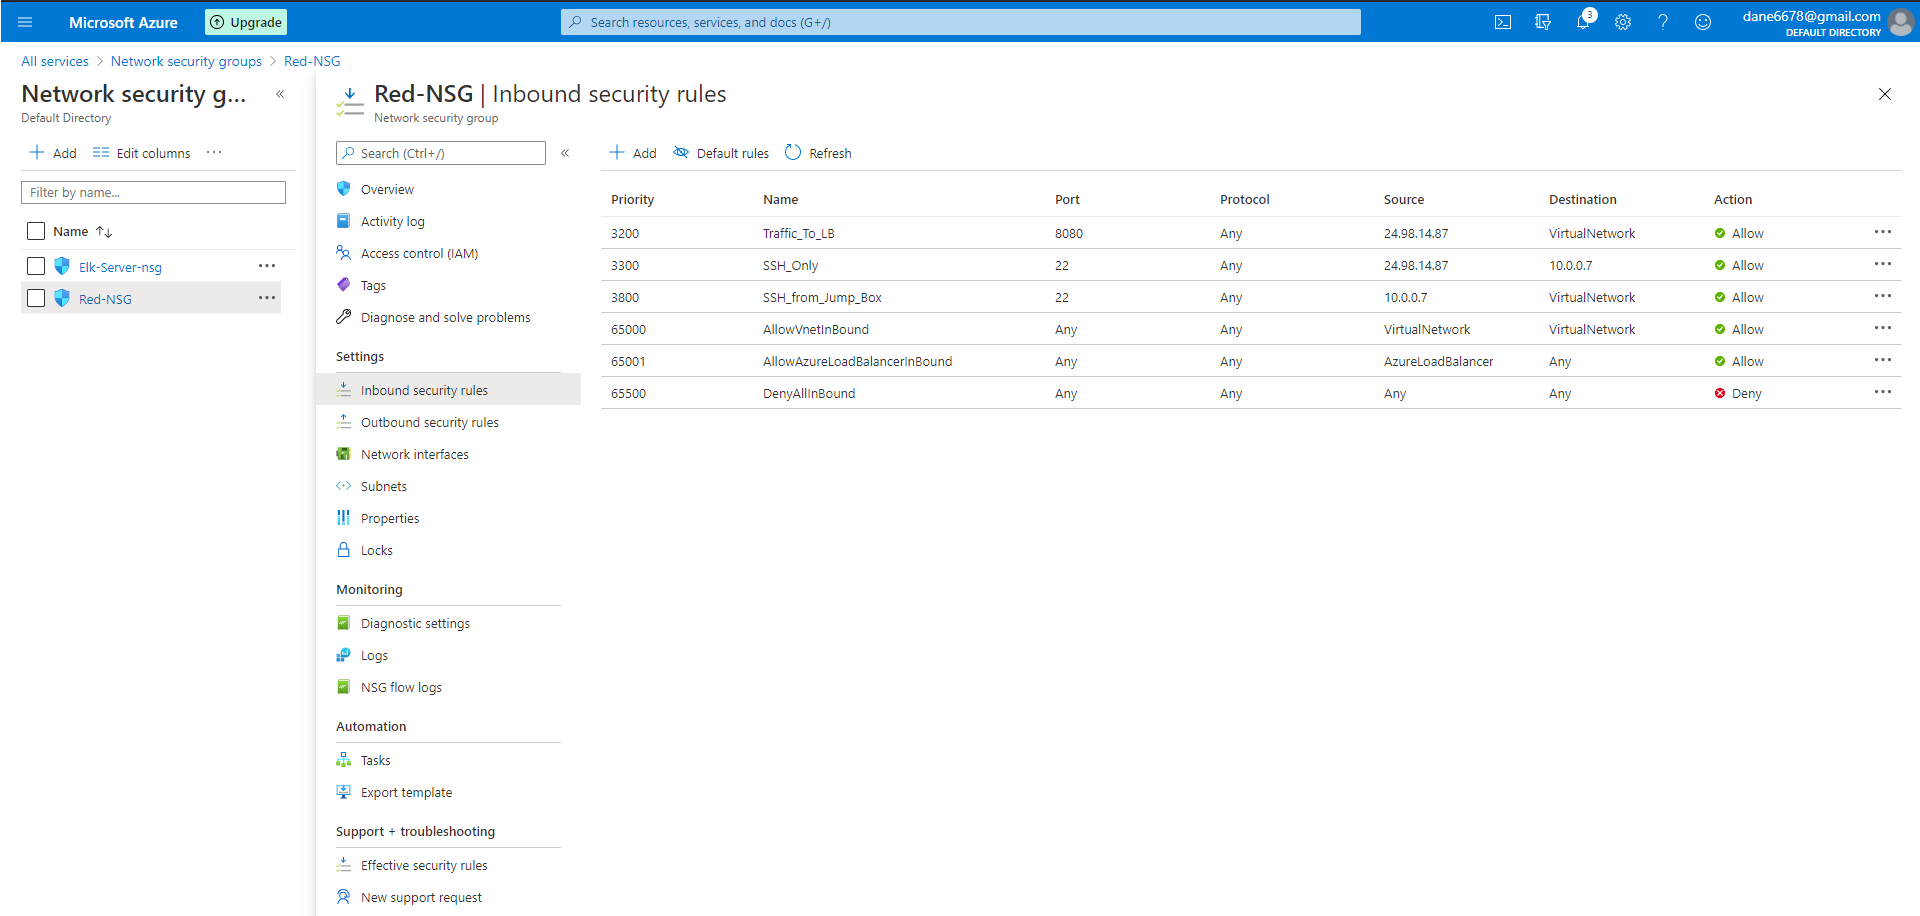 Microsoft Azure
Upgrade
Search resources, services, and docs (G+/)
3
dane6678@gmail.com
DEFAULT DIRECTORY
All services > Network security groups > Red-NSG
Network security g...
Default Directory
Add
Edit columns
Filter by name...
Name
Elk-Server-nsg
Red-NSG
Red-NSG | Inbound security rules
Network security group
Search (Ctrl+/)
Overview
Activity log
Access control (IAM)
Tags
Diagnose and solve problems
Settings
Inbound security rules
Outbound security rules
Network interfaces
Subnets
Properties
Locks
Monitoring
Diagnostic settings
Logs
NSG flow logs
Automation
Tasks
Export template
Support + troubleshooting
Effective security rules
New support request
Add
Default rules
Refresh
Priority Name Port Protocol Source Destination Action
3200 Traffic_To_LB 8080 Any 24.98.14.87 VirtualNetwork Allow
3300 SSH_Only 22 Any 24.98.14.87 10.0.0.7 Allow
3800 SSH_from_Jump_Box 22 Any 10.0.0.7 VirtualNetwork Allow
65000 AllowVnetInBound Any Any VirtualNetwork VirtualNetwork Allow
65001 AllowAzureLoadBalancerInBound Any Any AzureLoadBalancer Any Allow
65500 DenyAllInBound Any Any Any Any Deny